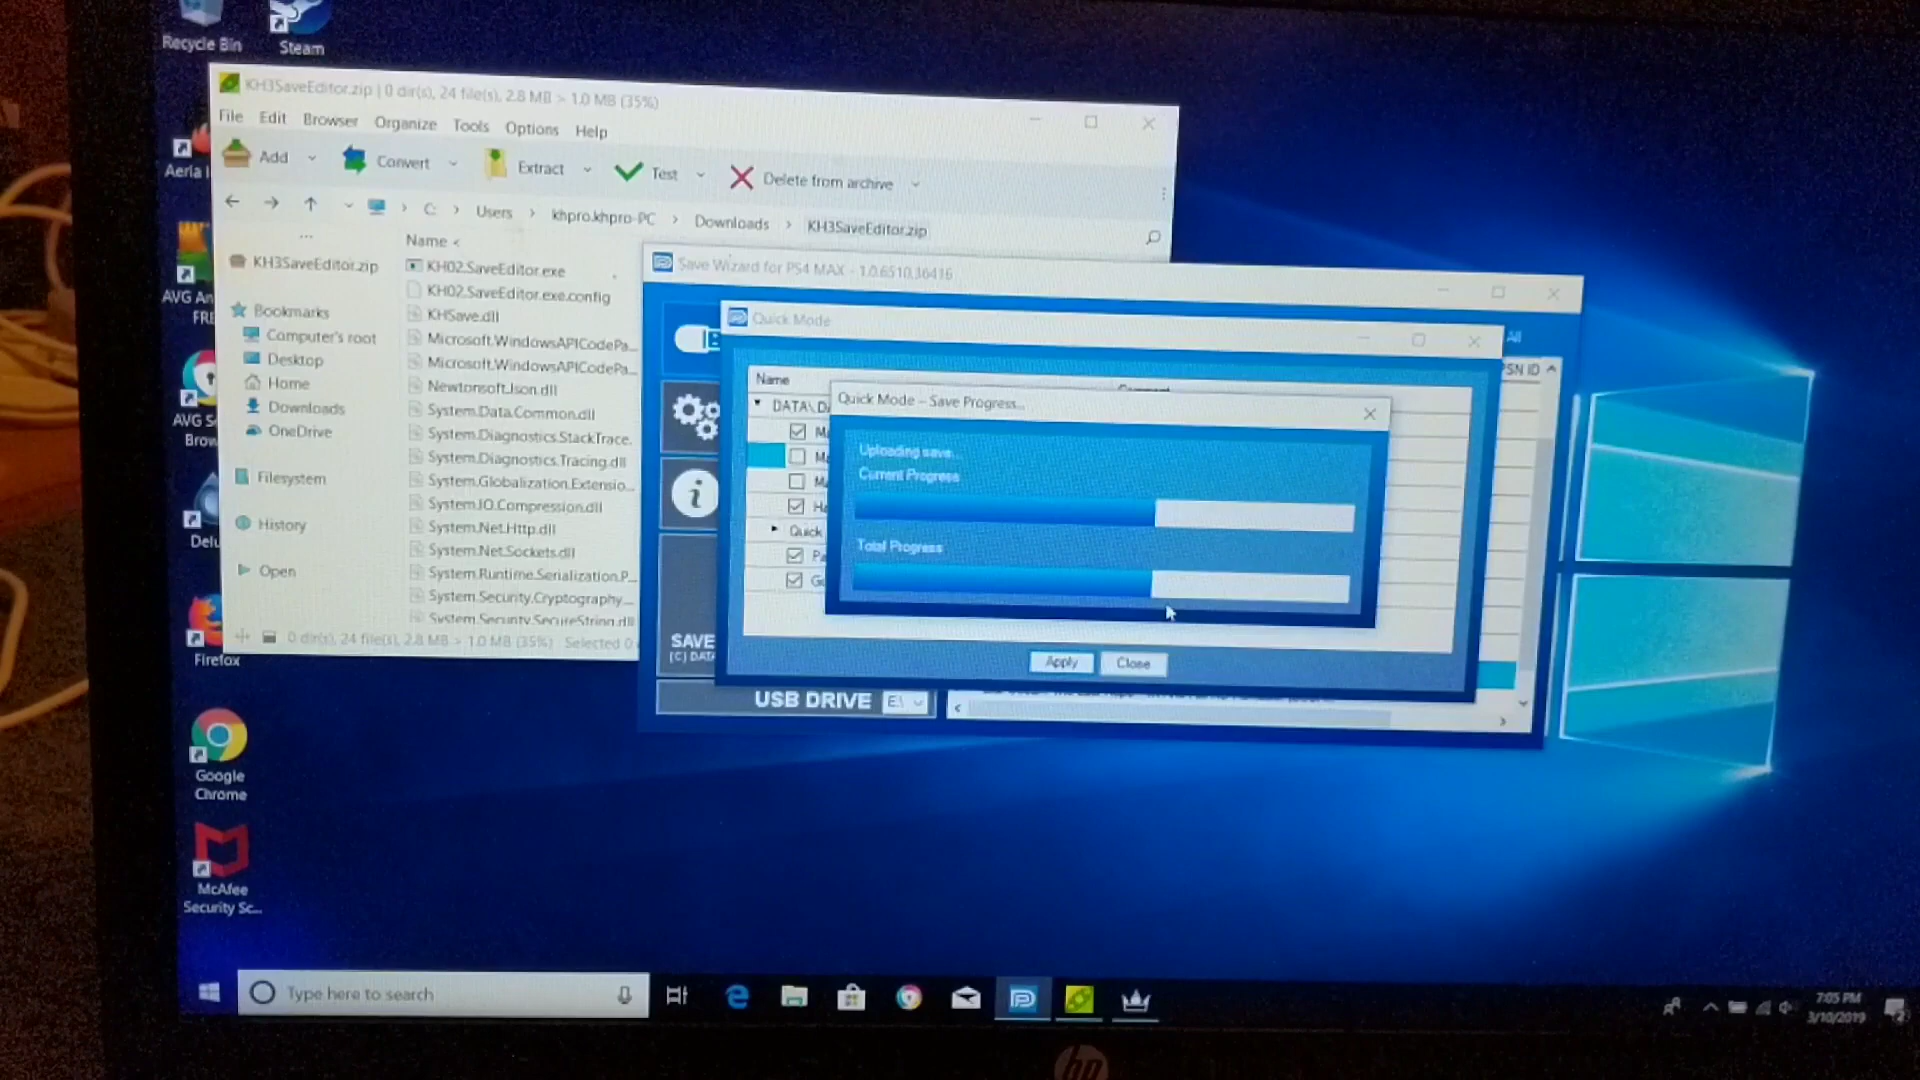 Recycle Bin
Steam
KH3SaveEditor.zip | 0 dir(s), 24 file(s), 2.8 MB > 1.0 MB (35%)
File Edit Browser Organize Tools Options Help
Add
Convert
Extract
Test
Delete from archive
C: > Users > khpro.khpro-PC > Downloads > KH3SaveEditor.zip
...
KH3SaveEditor.zip
Bookmarks
Computer's root
Desktop
Home
Downloads
OneDrive
Filesystem
History
Open
Name <
KH02.SaveEditor.exe
KH02.SaveEditor.exe.config
KHSave.dll
Microsoft.WindowsAPICodePa...
Microsoft.WindowsAPICodePa...
Newtonsoft.Json.dll
System.Data.Common.dll
System.Diagnostics.StackTrace.
System.Diagnostics.Tracing.dll
System.Globalization.Extensio...
System.IO.Compression.dll
System.Net.Http.dll
System.Net.Sockets.dll
System.Runtime.Serialization.P...
System.Security.Cryptography...
System.Security.SecureString.dll
0 dir(s), 24 file(s), 2.8 MB > 1.0 MB (35%) Selected 0
Save Wizard for PS4 MAX - 1.0.6510.36416
All
PSN ID
SAVE
(C) DATA
USB DRIVE E:\
Quick Mode
Name
Comment
DATA\DA
Ma
Ma
Ma
Ha
Quick
Pa
Apply
Close
Quick Mode – Save Progress...
Uploading save...
Current Progress
Total Progress
Aeria
AVG An
FRE
AVG S
Brow
Delu
Firefox
Google
Chrome
McAfee
Security Sc...
Type here to search
7:05 PM
3/10/2019
2
hp